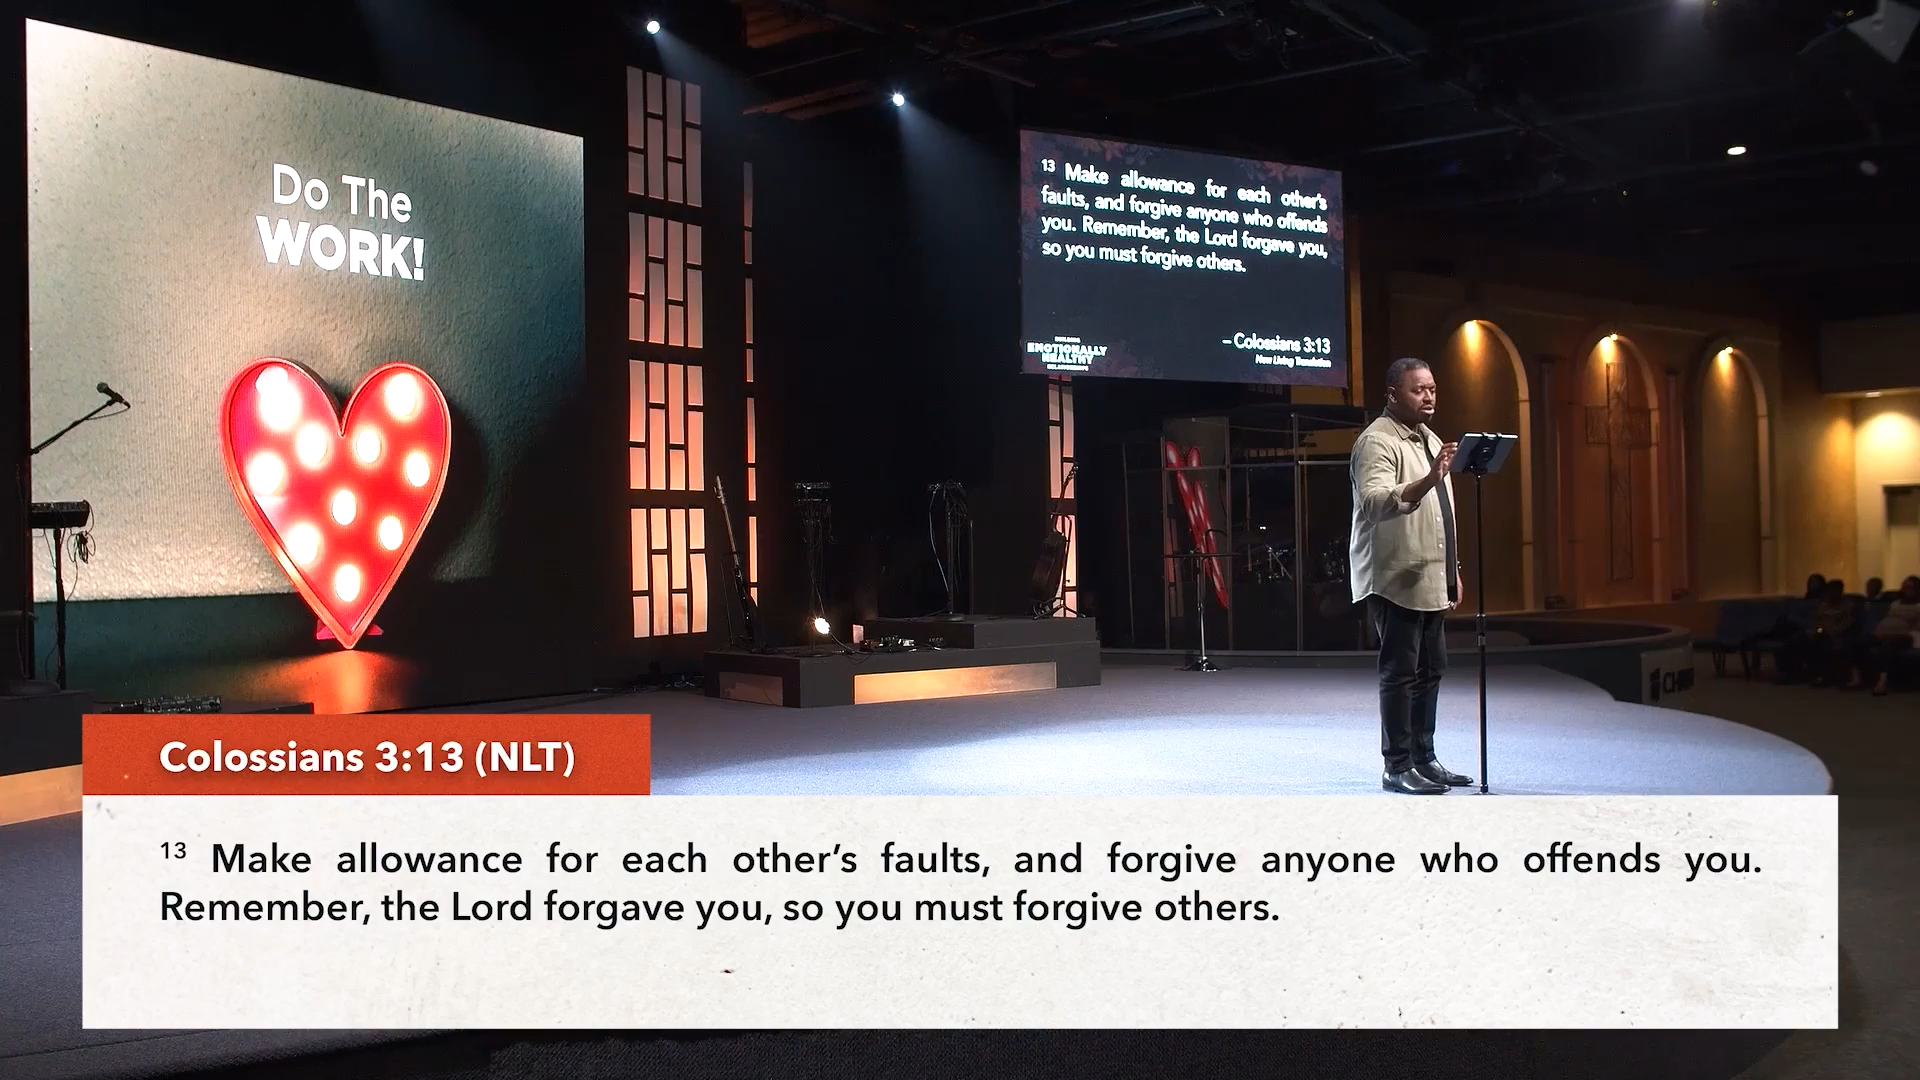 Do The
WORK!
13 Make allowance for each other's
faults, and forgive anyone who offends
you. Remember, the Lord forgave you,
so you must forgive others.
– Colossians 3:13
New Living Translation
BUILDING
EMOTIONALLY
HEALTHY
RELATIONSHIPS
Colossians 3:13 (NLT)
13 Make allowance for each other’s faults, and forgive anyone who offends you.
Remember, the Lord forgave you, so you must forgive others.